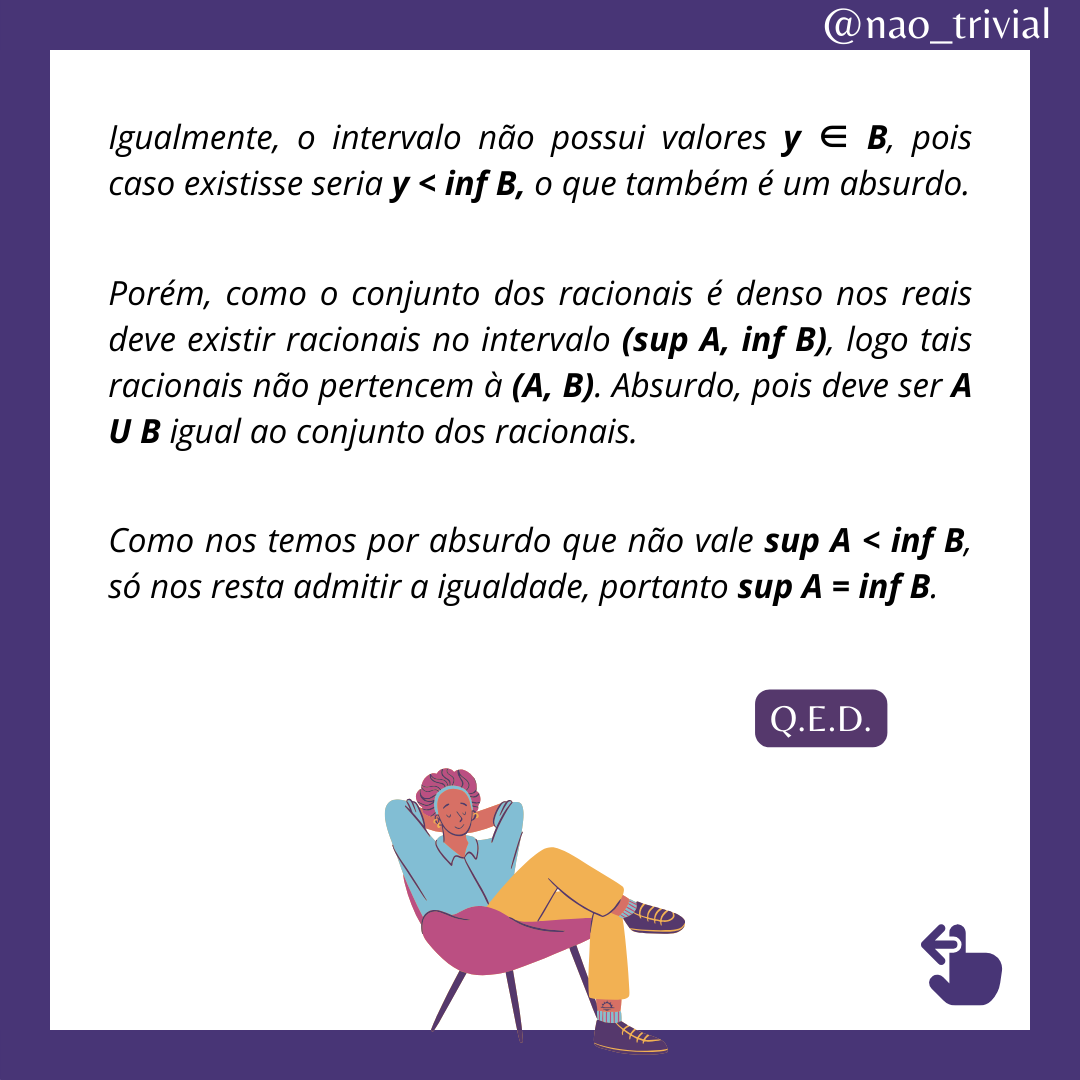 @nao_trivial
Igualmente, o intervalo não possui valores y ∈ B, pois
caso existisse seria y < inf B, o que também é um absurdo.
Porém, como o conjunto dos racionais é denso nos reais
deve existir racionais no intervalo (sup A, inf B), logo tais
racionais não pertencem à (A, B). Absurdo, pois deve ser A
U B igual ao conjunto dos racionais.
Como nos temos por absurdo que não vale sup A < inf B,
só nos resta admitir a igualdade, portanto sup A = inf B.
Q.E.D.